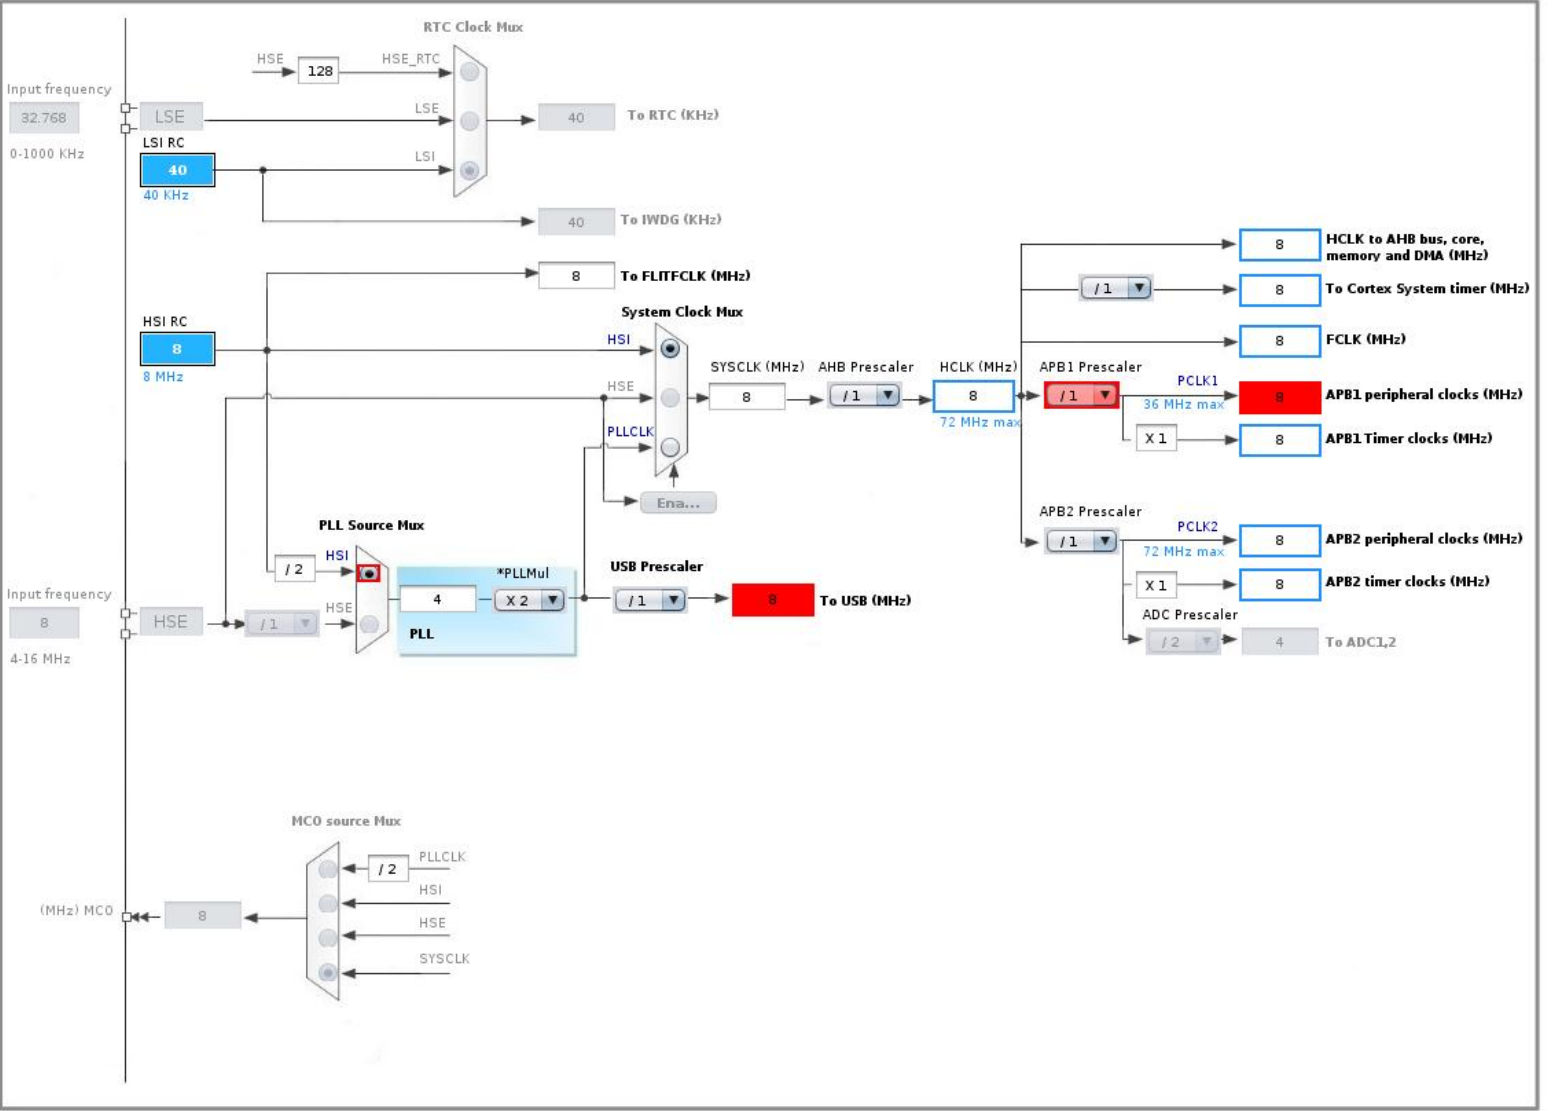 RTC Clock Mux
HSE
128
HSE_RTC
Input frequency
32.768
0-1000 KHz
LSE
LSE
40
To RTC (KHz)
LSI RC
40
40 KHz
LSI
40
To IWDG (KHz)
8
To FLITFCLK (MHz)
HSI RC
8
8 MHz
System Clock Mux
HSI
HSE
PLLCLK
Ena...
SYSCLK (MHz)
8
AHB Prescaler
/ 1
HCLK (MHz)
8
72 MHz max
8
HCLK to AHB bus, core,
memory and DMA (MHz)
/ 1
8
To Cortex System timer (MHz)
8
FCLK (MHz)
APB1 Prescaler
/ 1
PCLK1
36 MHz max
8
APB1 peripheral clocks (MHz)
X 1
8
APB1 Timer clocks (MHz)
APB2 Prescaler
/ 1
PCLK2
72 MHz max
8
APB2 peripheral clocks (MHz)
X 1
8
APB2 timer clocks (MHz)
ADC Prescaler
/ 2
4
To ADC1,2
PLL Source Mux
/ 2
HSI
Input frequency
8
4-16 MHz
HSE
/ 1
HSE
4
*PLLMul
X 2
PLL
USB Prescaler
/ 1
8
To USB (MHz)
MCO source Mux
/ 2
PLLCLK
HSI
HSE
SYSCLK
(MHz) MCO
8